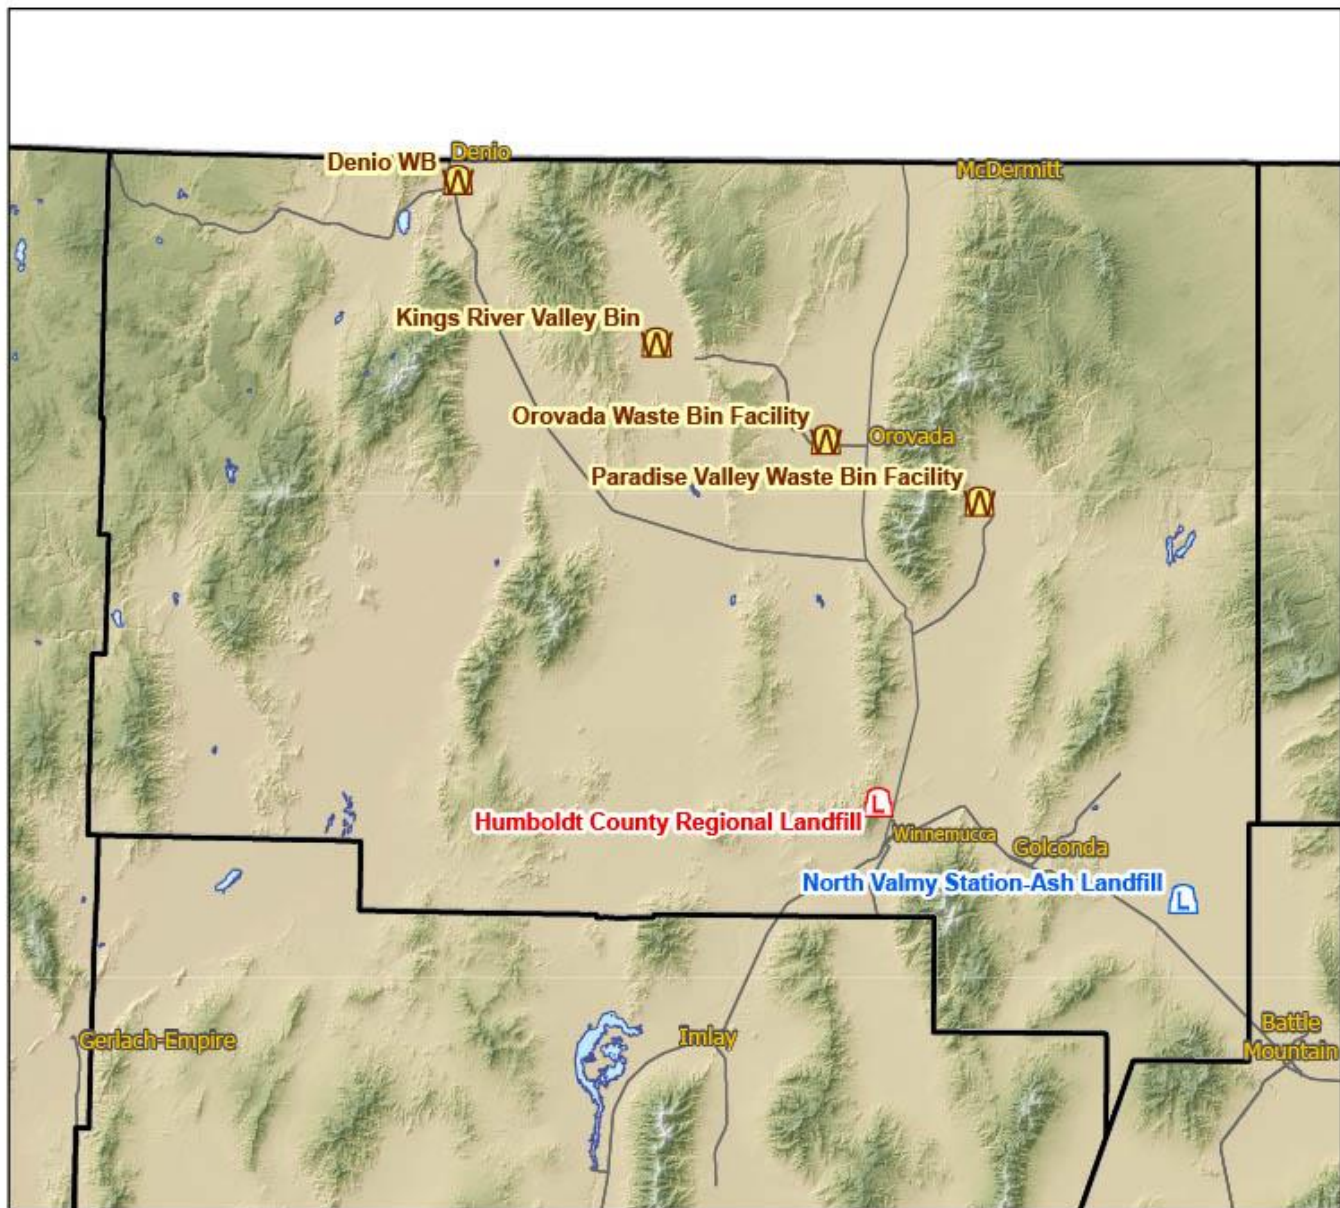 Denio WB
Denio
McDermitt
Kings River Valley Bin
Orovada Waste Bin Facility
Orovada
Paradise Valley Waste Bin Facility
Humboldt County Regional Landfill
L
Winnemucca
Golconda
North Valmy Station-Ash Landfill
L
Gerlach-Empire
Imlay
Battle
Mountain